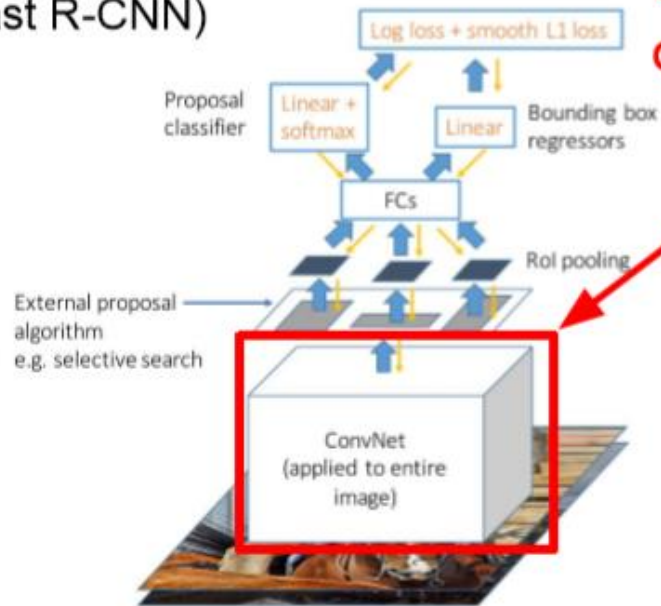 ast R-CNN)
Log loss + smooth L1 loss
Proposal
classifier
Linear +
softmax
Linear
Bounding box
regressors
FCs
RoI pooling
External proposal
algorithm
e.g. selective search
ConvNet
(applied to entire
image)